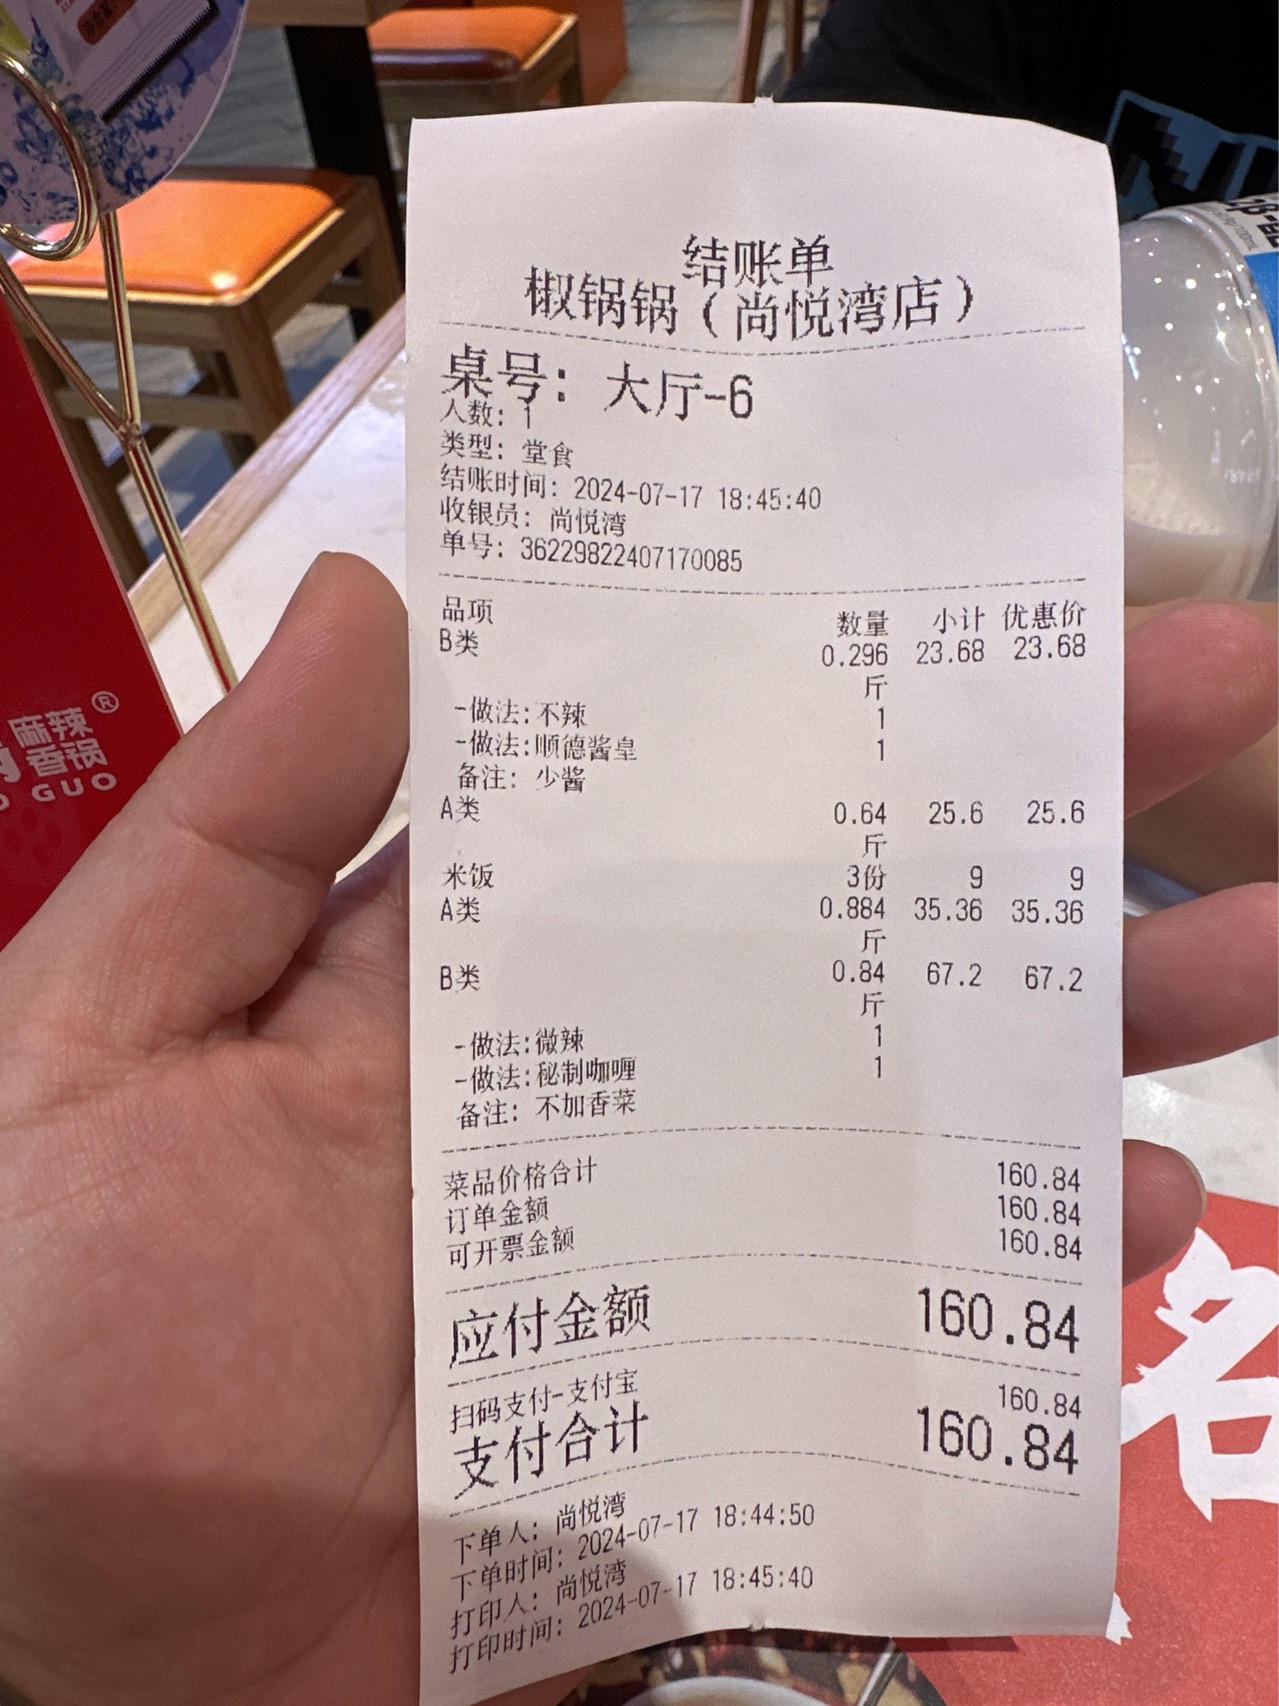 结账单
椒锅锅（尚悦湾店）
桌号：大厅-6
人数：1
类型：堂食
结账时间：2024-07-17 18:45:40
收银员：尚悦湾
单号：36229822407170085
品项 数量 小计 优惠价
B类 0.296 23.68 23.68
斤
-做法:不辣 1
-做法:顺德酱皇 1
备注：少酱
A类 0.64 25.6 25.6
斤
米饭 3份 9 9
A类 0.884 35.36 35.36
斤
B类 0.84 67.2 67.2
斤
-做法:微辣 1
-做法:秘制咖喱 1
备注：不加香菜
菜品价格合计 160.84
订单金额 160.84
可开票金额 160.84
应付金额 160.84
扫码支付-支付宝 160.84
支付合计 160.84
下单人：尚悦湾
下单时间：2024-07-17 18:44:50
打印人：尚悦湾
打印时间：2024-07-17 18:45:40
麻辣®
香锅
GUO
名